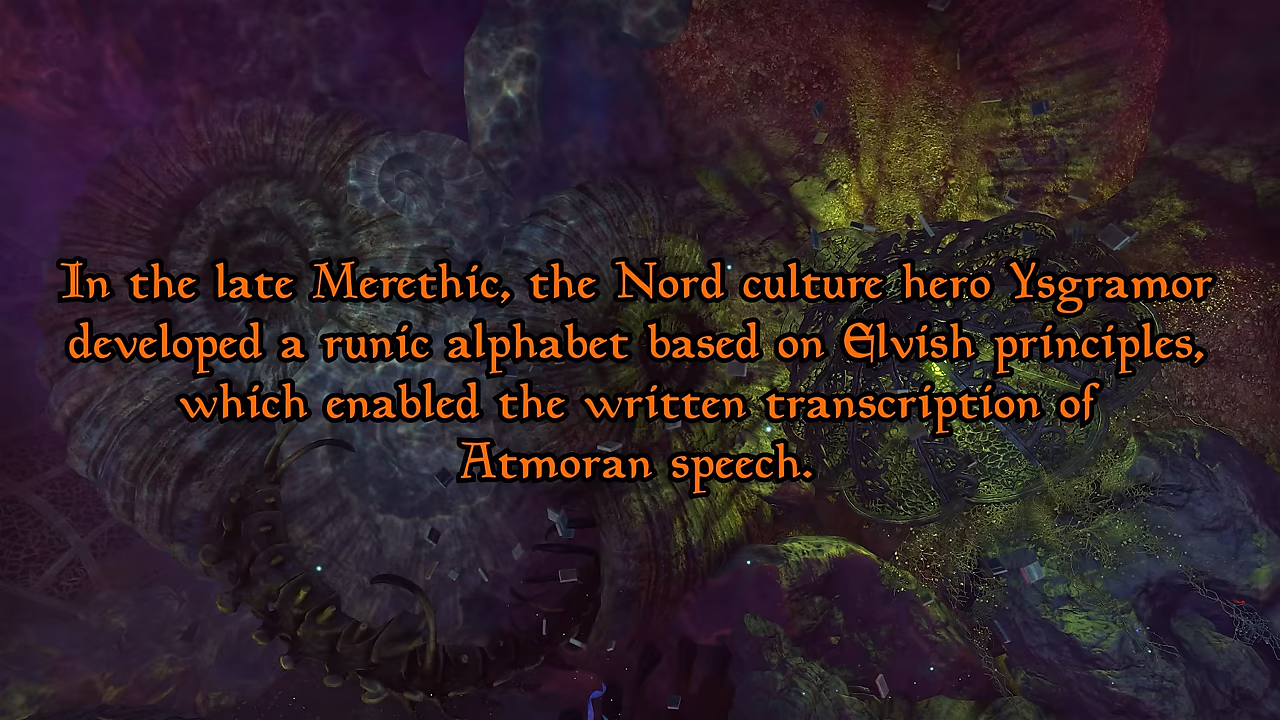 In the late Merethic, the Nord culture hero Ysgramor
developed a runic alphabet based on Elvish principles,
which enabled the written transcription of
Atmoran speech.